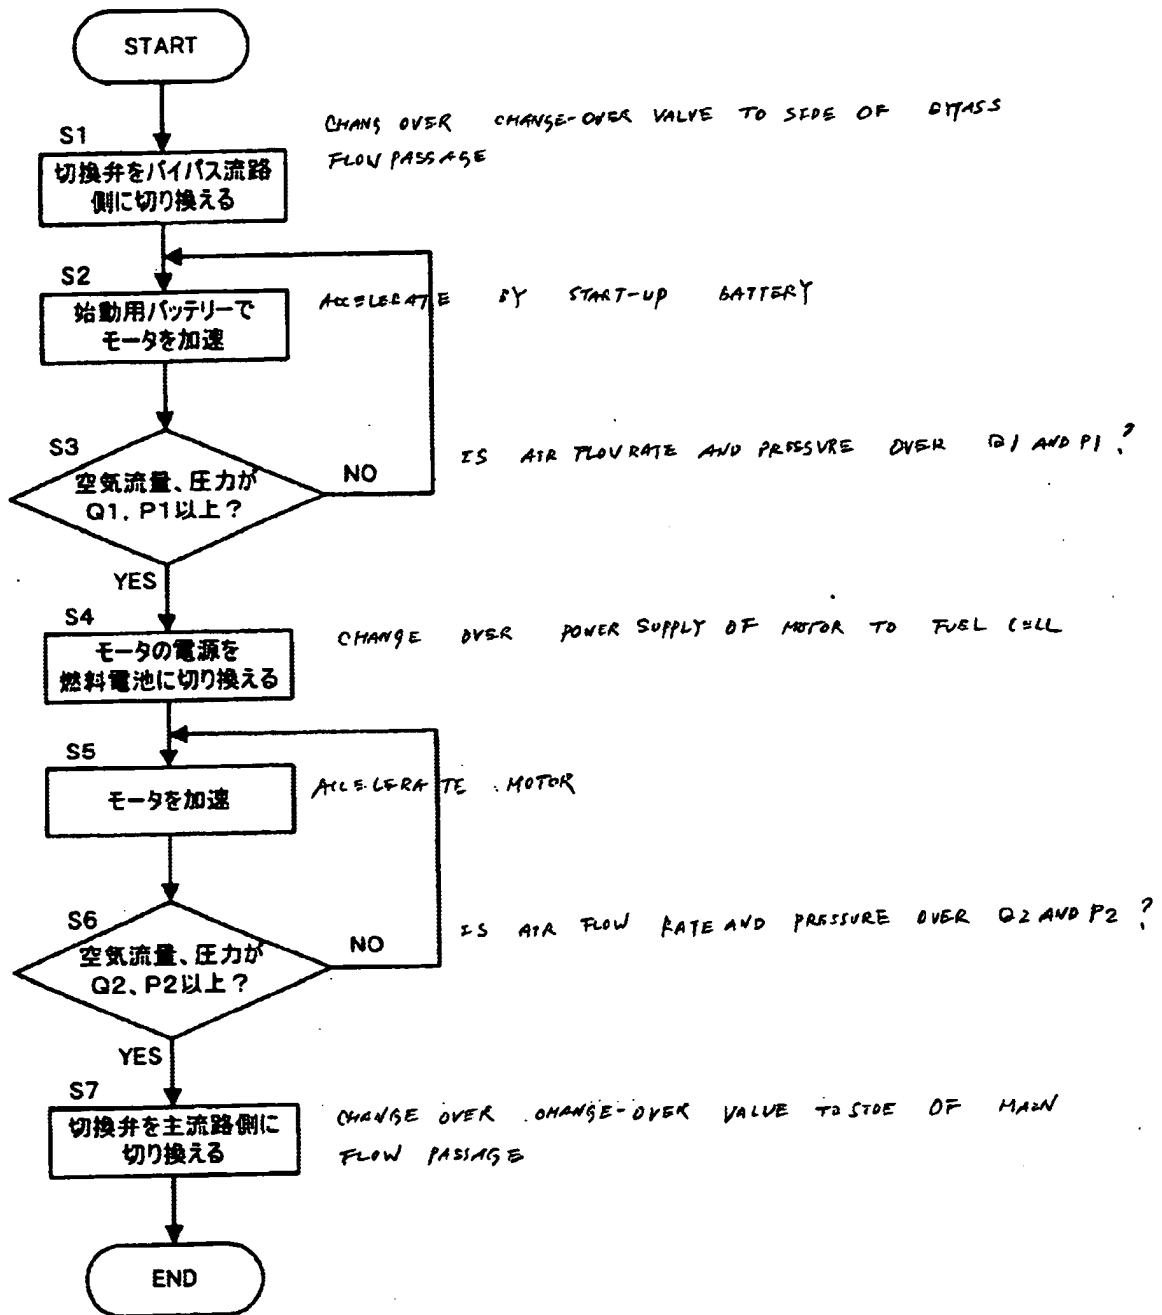 START
S1
切換弁をバイパス流路
側に切り換える
CHANG OVER CHANGE-OVER VALUE TO SIDE OF BYPASS
FLOW PASSAGE
S2
始動用バッテリーで
モータを加速
ACCELERATE BY START-UP BATTERY
S3
空気流量、圧力が
Q1, P1以上?
NO
IS AIR FLOWRATE AND PRESSURE OVER Q1 AND P1?
YES
S4
モータの電源を
燃料電池に切り換える
CHANGE OVER POWER SUPPLY OF MOTOR TO FUEL CELL
S5
モータを加速
ACCELERATE MOTOR
S6
空気流量、圧力が
Q2、P2以上?
NO
IS AIR FLOW RATE AND PRESSURE OVER Q2 AND P2?
YES
S7
切換弁を主流路側に
切り換える
CHANGE OVER CHANGE-OVER VALUE TO SIDE OF MAIN
FLOW PASSAGE
END